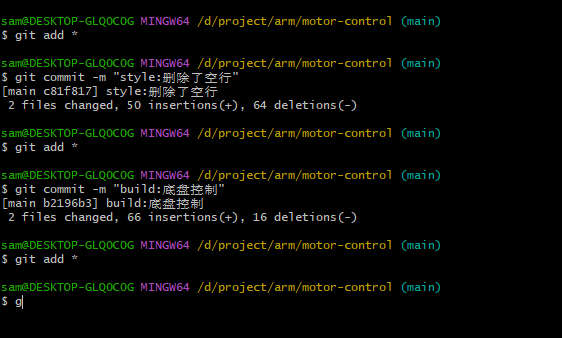 sam@DESKTOP-GLQOCOG MINGW64 /d/project/arm/motor-control (main)
$ git add *
sam@DESKTOP-GLQOCOG MINGW64 /d/project/arm/motor-control (main)
$ git commit -m "style:删除了空行"
[main c81f817] style:删除了空行
 2 files changed, 50 insertions(+), 64 deletions(-)
sam@DESKTOP-GLQOCOG MINGW64 /d/project/arm/motor-control (main)
$ git add *
sam@DESKTOP-GLQOCOG MINGW64 /d/project/arm/motor-control (main)
$ git commit -m "build:底盘控制"
[main b2196b3] build:底盘控制
 2 files changed, 66 insertions(+), 16 deletions(-)
sam@DESKTOP-GLQOCOG MINGW64 /d/project/arm/motor-control (main)
$ git add *
sam@DESKTOP-GLQOCOG MINGW64 /d/project/arm/motor-control (main)
$ g